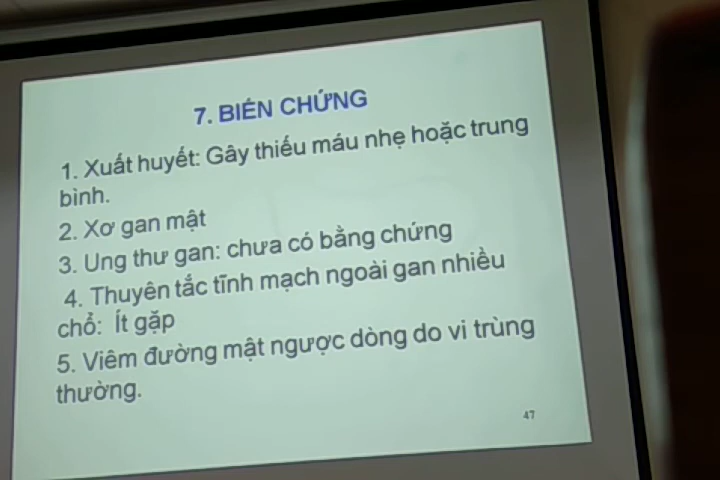 7. BIẾN CHỨNG
1. Xuất huyết: Gây thiếu máu nhẹ hoặc trung
bình.
2. Xơ gan mật
3. Ung thư gan: chưa có bằng chứng
4. Thuyên tắc tĩnh mạch ngoài gan nhiều
chổ: Ít gặp
5. Viêm đường mật ngược dòng do vi trùng
thường.
47